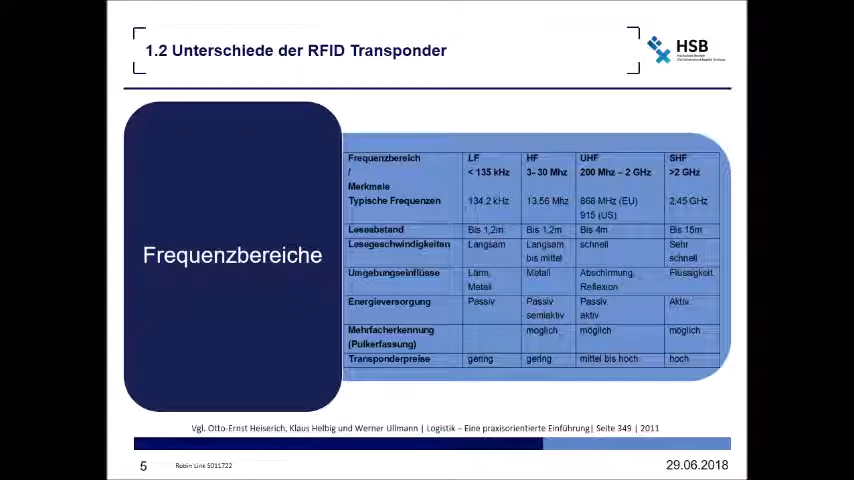 1.2 Unterschiede der RFID Transponder
HSB
Frequenzbereiche
Frequenzbereich / Merkmale LF < 135 kHz HF 3- 30 Mhz UHF 200 Mhz – 2 GHz SHF >2 GHz
Typische Frequenzen 134.2 kHz 13.56 Mhz 868 MHz (EU) 915 (US) 2,45 GHz
Leseabstand Bis 1,2m Bis 1,2m Bis 4m Bis 15m
Lesegeschwindigkeiten Langsam Langsam bis mittel schnell Sehr schnell
Umgebungseinflüsse Lärm, Metall Metall Abschirmung, Reflexion Flüssigkeit
Energieversorgung Passiv Passiv semiaktiv Passiv aktiv Aktiv
Mehrfacherkennung (Pulkerfassung) möglich möglich möglich
Transponderpreise gering gering mittel bis hoch hoch
Vgl. Otto-Ernst Heiserich, Klaus Helbig und Werner Ullmann | Logistik – Eine praxisorientierte Einführung| Seite 349 | 2011
5 Robin Link 5011722 29.06.2018